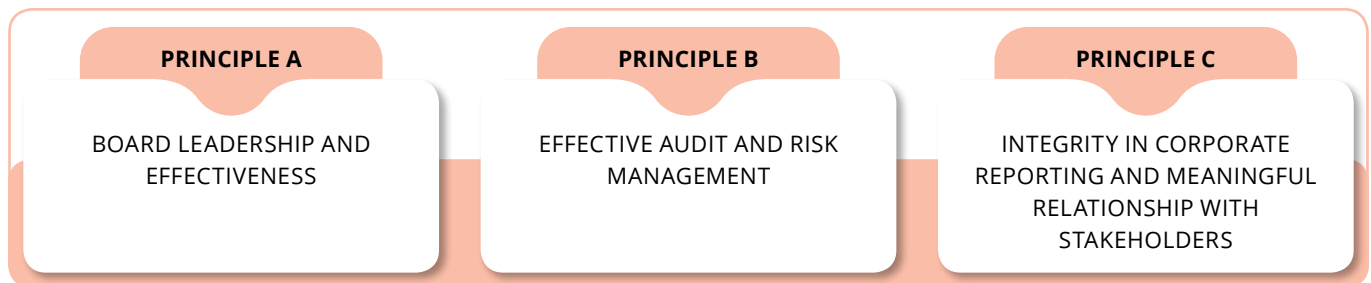 PRINCIPLE A
BOARD LEADERSHIP AND
EFFECTIVENESS
PRINCIPLE B
EFFECTIVE AUDIT AND RISK
MANAGEMENT
PRINCIPLE C
INTEGRITY IN CORPORATE
REPORTING AND MEANINGFUL
RELATIONSHIP WITH
STAKEHOLDERS